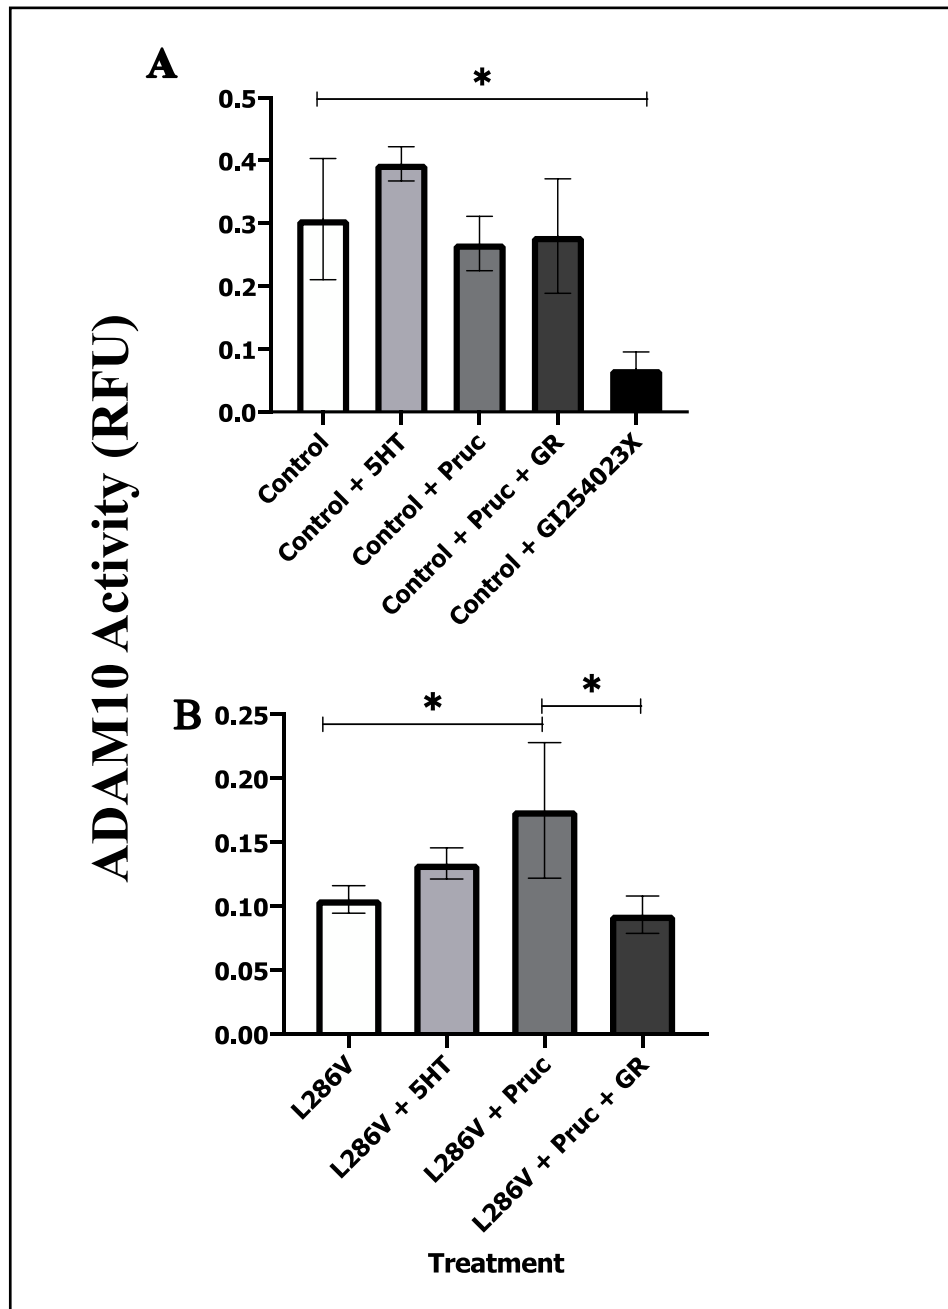 A
*
0.5
0.4
0.3
0.2
0.1
0.0
Control
Control + 5HT
Control + Pruc
Control + Pruc + GR
Control + GI254023X
ADAM10 Activity (RFU)
B
*
*
0.25
0.20
0.15
0.10
0.05
0.00
L286V
L286V + 5HT
L286V + Pruc
L286V + Pruc + GR
Treatment